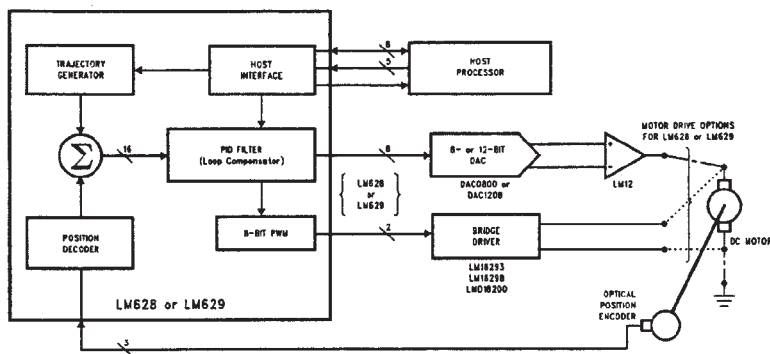 TRAJECTORY
GENERATOR
HOST
INTERFACE
8
5
HOST
PROCESSOR
Σ
16
PID FILTER
(Loop Compensator)
8
8- or 12-BIT
DAC
DAC0800 or
DAC1208
+
−
LM12
MOTOR DRIVE OPTIONS
FOR LM628 or LM629
LM628
or
LM629
POSITION
DECODER
8-BIT PWM
2
BRIDGE
DRIVER
LM18293
LM18298
LMD18200
DC MOTOR
OPTICAL
POSITION
ENCODER
LM628 or LM629
3